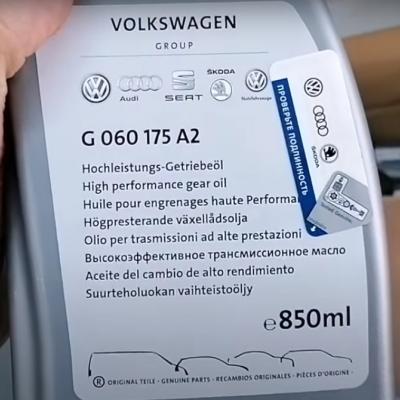 VOLKSWAGEN
GROUP
Audi
SEAT
ŠKODA
Nutzfahrzeuge
G 060 175 A2
Hochleistungs-Getriebeöl
High performance gear oil
Huile pour engrenages haute Performa
Högpresterande växellådsolja
Olio per trasmissioni ad alte prestazioni
Высокоэффективное трансмиссионное масло
Aceite del cambio de alto rendimiento
Suurteholuokan vaihteistoöljy
e 850ml
® ORIGINAL TEILE · GENUINE PARTS · RECAMBIOS ORIGINALES · PIÈCES D'ORIGINE ·
ПРОВЕРЬТЕ ПОДЛИННОСТЬ
ŠKODA